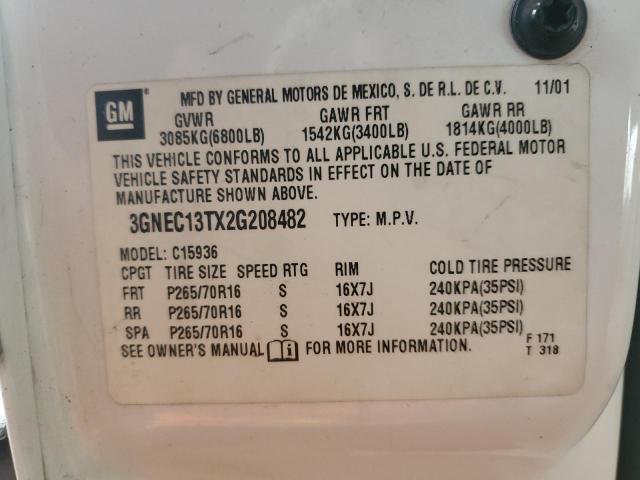 GM®
MFD BY GENERAL MOTORS DE MEXICO, S. DE R.L. DE C.V. 11/01
GVWR GAWR FRT GAWR RR
3085KG(6800LB) 1542KG(3400LB) 1814KG(4000LB)
THIS VEHICLE CONFORMS TO ALL APPLICABLE U.S. FEDERAL MOTOR
VEHICLE SAFETY STANDARDS IN EFFECT ON THE DATE OF
MANUFACTURE SHOWN ABOVE.
3GNEC13TX2G208482 TYPE: M.P.V.
MODEL: C15936
CPGT TIRE SIZE SPEED RTG RIM COLD TIRE PRESSURE
FRT P265/70R16 S 16X7J 240KPA(35PSI)
RR P265/70R16 S 16X7J 240KPA(35PSI)
SPA P265/70R16 S 16X7J 240KPA(35PSI)
SEE OWNER'S MANUAL FOR MORE INFORMATION.
F 171
T 318